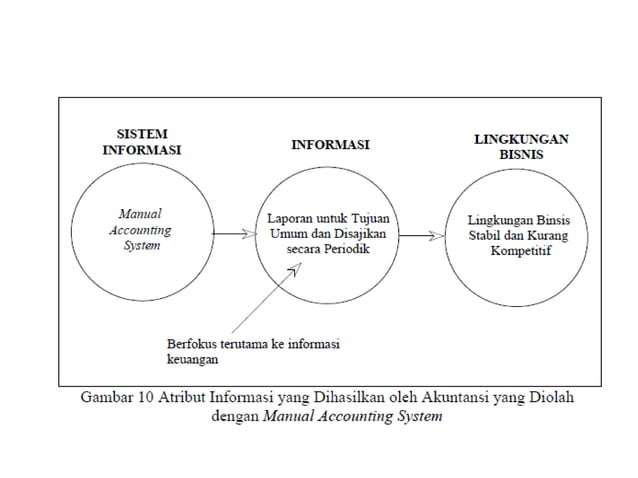 SISTEM
INFORMASI
INFORMASI
LINGKUNGAN
BISNIS
Manual
Accounting
System
Laporan untuk Tujuan
Umum dan Disajikan
secara Periodik
Lingkungan Binsis
Stabil dan Kurang
Kompetitif
Berfokus terutama ke informasi
keuangan
Gambar 10 Atribut Informasi yang Dihasilkan oleh Akuntansi yang Diolah
dengan Manual Accounting System